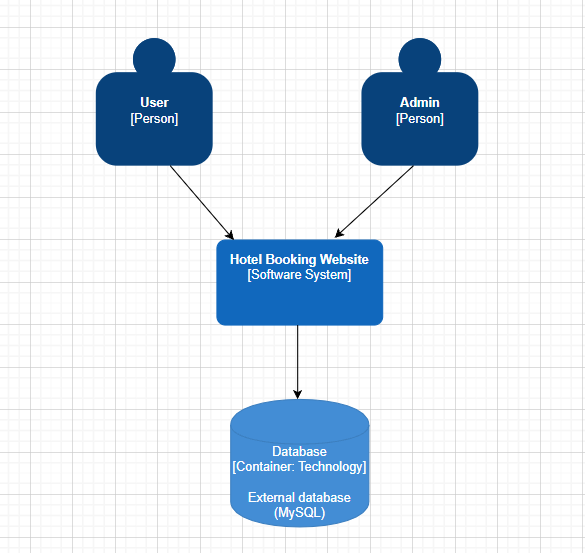 User
[Person]
Admin
[Person]
Hotel Booking Website
[Software System]
Database
[Container: Technology]
External database
(MySQL)